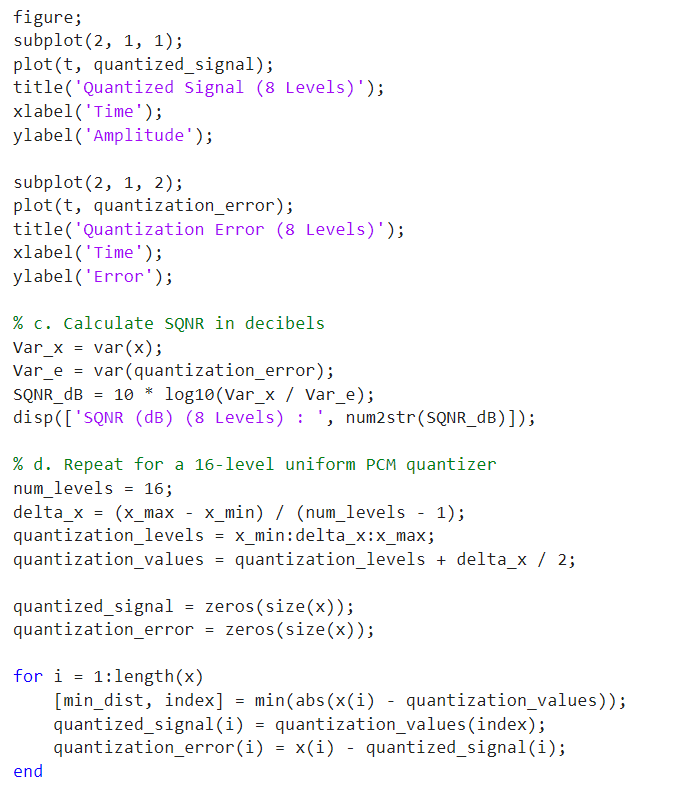 figure;
subplot(2, 1, 1);
plot(t, quantized_signal);
title('Quantized Signal (8 Levels)');
xlabel('Time');
ylabel('Amplitude');

subplot(2, 1, 2);
plot(t, quantization_error);
title('Quantization Error (8 Levels)');
xlabel('Time');
ylabel('Error');

% c. Calculate SQNR in decibels
Var_x = var(x);
Var_e = var(quantization_error);
SQNR_dB = 10 * log10(Var_x / Var_e);
disp(['SQNR (dB) (8 Levels) : ', num2str(SQNR_dB)]);

% d. Repeat for a 16-level uniform PCM quantizer
num_levels = 16;
delta_x = (x_max - x_min) / (num_levels - 1);
quantization_levels = x_min:delta_x:x_max;
quantization_values = quantization_levels + delta_x / 2;

quantized_signal = zeros(size(x));
quantization_error = zeros(size(x));

for i = 1:length(x)
    [min_dist, index] = min(abs(x(i) - quantization_values));
    quantized_signal(i) = quantization_values(index);
    quantization_error(i) = x(i) - quantized_signal(i);
end